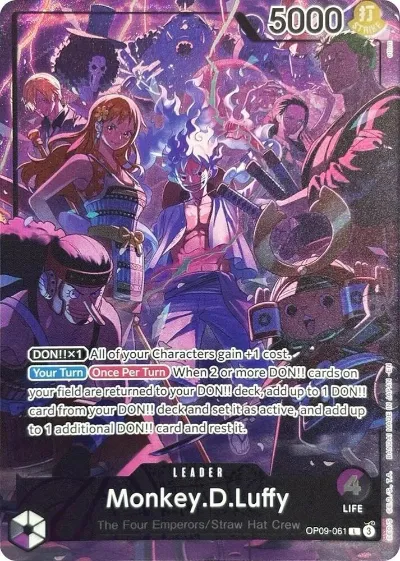 5000
打
STRIKE
DON!!×1 All of your Characters gain +1 cost.
Your Turn Once Per Turn When 2 or more DON!! cards on
your field are returned to your DON!! deck, add up to 1 DON!!
card from your DON!! deck and set it as active, and add up
to 1 additional DON!! card and rest it.
LEADER
Monkey.D.Luffy
4
LIFE
The Four Emperors/Straw Hat Crew
OP09-061 L 3